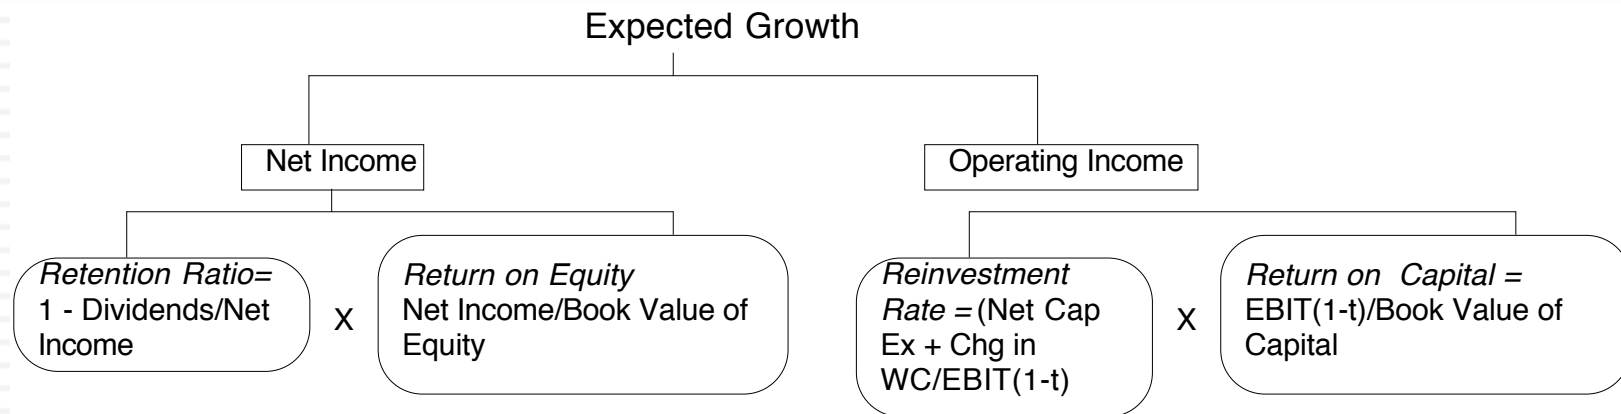 Expected Growth
Net Income
Operating Income
Retention Ratio=
1 - Dividends/Net
Income
X
Return on Equity
Net Income/Book Value of
Equity
Reinvestment
Rate = (Net Cap
Ex + Chg in
WC/EBIT(1-t)
X
Return on Capital =
EBIT(1-t)/Book Value of
Capital